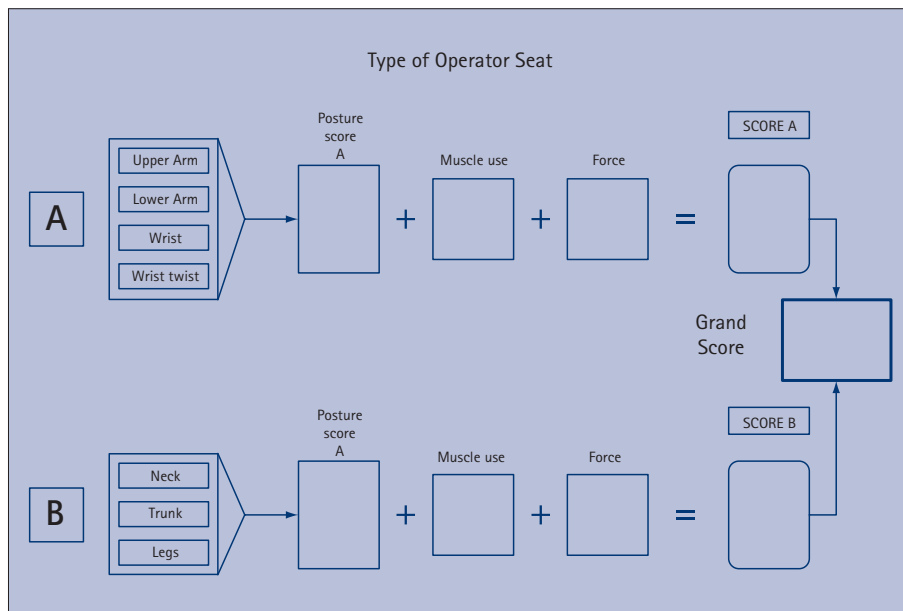 Type of Operator Seat
A
Upper Arm
Lower Arm
Wrist
Wrist twist
Posture
score
A
+
Muscle use
+
Force
=
SCORE A
Grand
Score
B
Neck
Trunk
Legs
Posture
score
A
+
Muscle use
+
Force
=
SCORE B